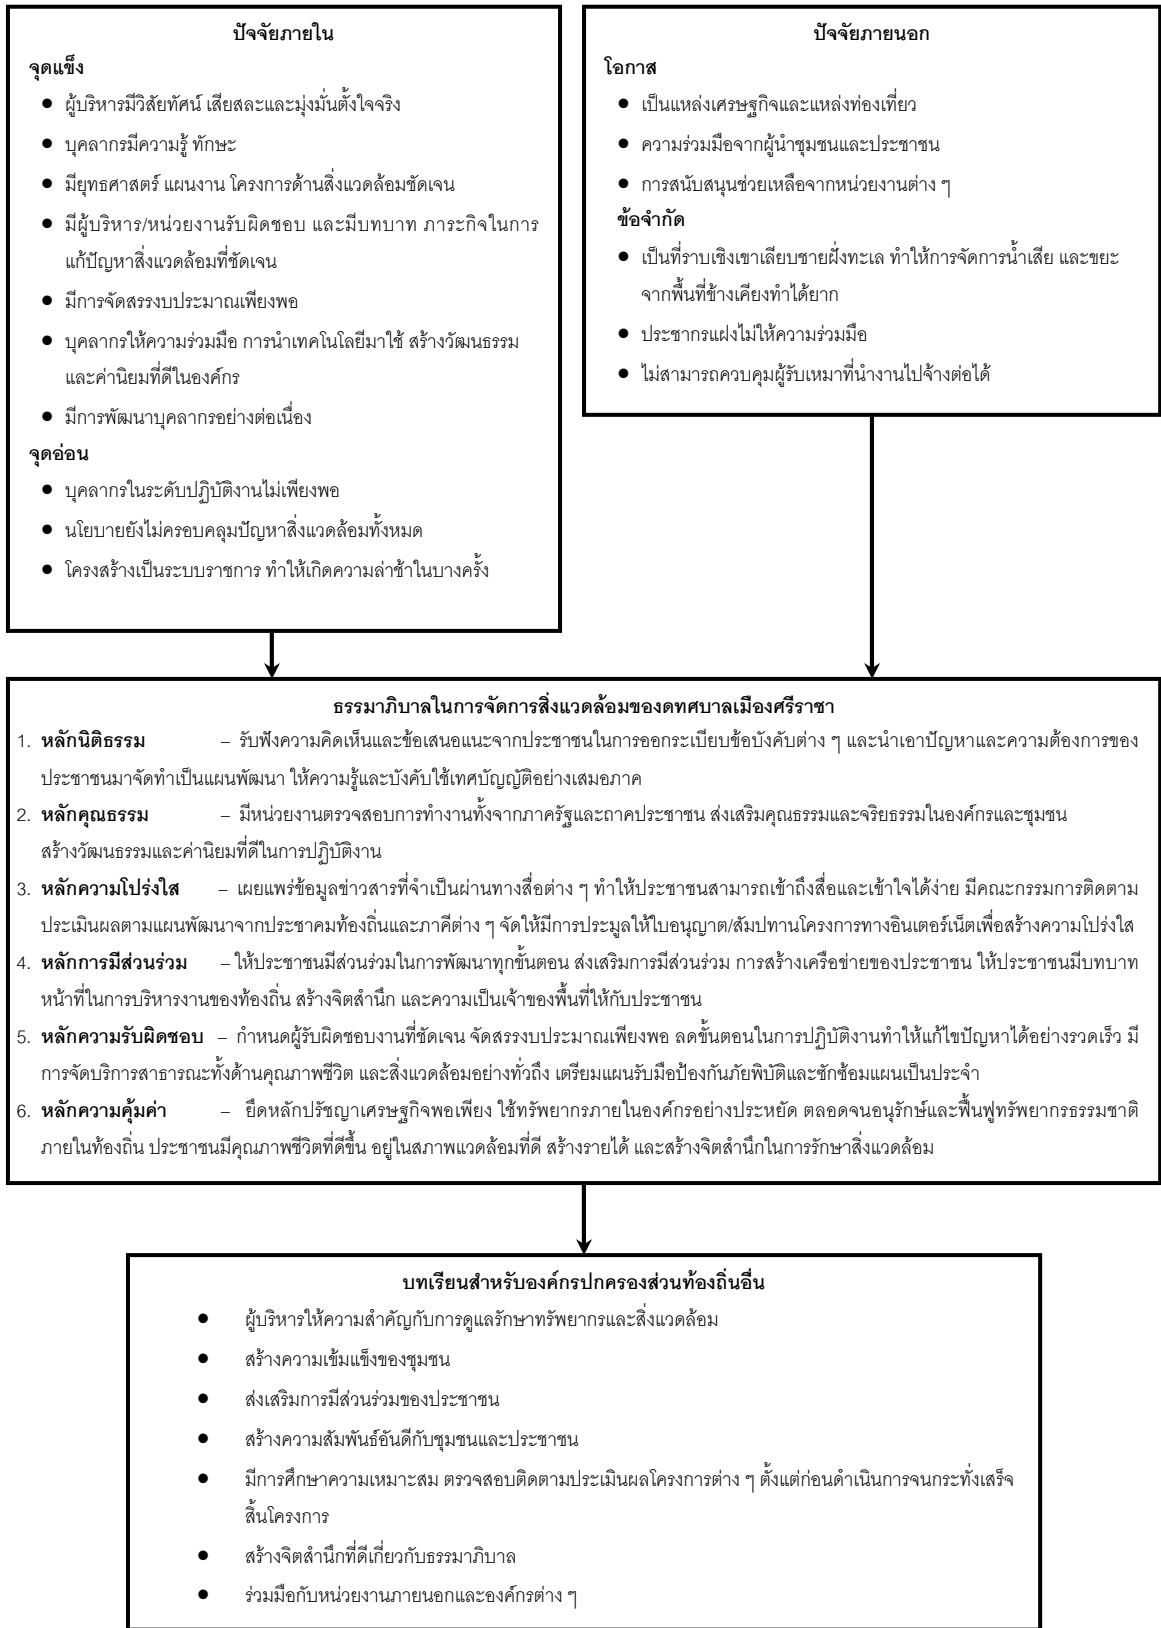 ปัจจัยภายใน
จุดแข็ง
● ผู้บริหารมีวิสัยทัศน์ เสียสละและมุ่งมั่นตั้งใจจริง
● บุคลากรมีความรู้ ทักษะ
● มียุทธศาสตร์ แผนงาน โครงการด้านสิ่งแวดล้อมชัดเจน
● มีผู้บริหาร/หน่วยงานรับผิดชอบ และมีบทบาท ภาระกิจในการ
แก้ปัญหาสิ่งแวดล้อมที่ชัดเจน
● มีการจัดสรรงบประมาณเพียงพอ
● บุคลากรให้ความร่วมมือ การนำเทคโนโลยีมาใช้ สร้างวัฒนธรรม
และค่านิยมที่ดีในองค์กร
● มีการพัฒนาบุคลากรอย่างต่อเนื่อง
จุดอ่อน
● บุคลากรในระดับปฏิบัติงานไม่เพียงพอ
● นโยบายยังไม่ครอบคลุมปัญหาสิ่งแวดล้อมทั้งหมด
● โครงสร้างเป็นระบบราชการ ทำให้เกิดความล่าช้าในบางครั้ง
ปัจจัยภายนอก
โอกาส
● เป็นแหล่งเศรษฐกิจและแหล่งท่องเที่ยว
● ความร่วมมือจากผู้นำชุมชนและประชาชน
● การสนับสนุนช่วยเหลือจากหน่วยงานต่าง ๆ
ข้อจำกัด
● เป็นที่ราบเชิงเขาเลียบชายฝั่งทะเล ทำให้การจัดการน้ำเสีย และขยะ
จากพื้นที่ข้างเคียงทำได้ยาก
● ประชากรแฝงไม่ให้ความร่วมมือ
● ไม่สามารถควบคุมผู้รับเหมาที่นำงานไปจ้างต่อได้
ธรรมาภิบาลในการจัดการสิ่งแวดล้อมของดทศบาลเมืองศรีราชา
1. หลักนิติธรรม – รับฟังความคิดเห็นและข้อเสนอแนะจากประชาชนในการออกระเบียบข้อบังคับต่าง ๆ และนำเอาปัญหาและความต้องการของ
ประชาชนมาจัดทำเป็นแผนพัฒนา ให้ความรู้และบังคับใช้เทศบัญญัติอย่างเสมอภาค
2. หลักคุณธรรม – มีหน่วยงานตรวจสอบการทำงานทั้งจากภาครัฐและถาคประชาชน ส่งเสริมคุณธรรมและจริยธรรมในองค์กรและชุมชน
สร้างวัฒนธรรมและค่านิยมที่ดีในการปฏิบัติงาน
3. หลักความโปร่งใส – เผยแพร่ข้อมูลข่าวสารที่จำเป็นผ่านทางสื่อต่าง ๆ ทำให้ประชาชนสามารถเข้าถึงสื่อและเข้าใจได้ง่าย มีคณะกรรมการติดตาม
ประเมินผลตามแผนพัฒนาจากประชาคมท้องถิ่นและภาคีต่าง ๆ จัดให้มีการประมูลให้ใบอนุญาต/สัมปทานโครงการทางอินเตอร์เน็ตเพื่อสร้างความโปร่งใส
4. หลักการมีส่วนร่วม – ให้ประชาชนมีส่วนร่วมในการพัฒนาทุกขั้นตอน ส่งเสริมการมีส่วนร่วม การสร้างเครือข่ายของประชาชน ให้ประชาชนมีบทบาท
หน้าที่ในการบริหารงานของท้องถิ่น สร้างจิตสำนึก และความเป็นเจ้าของพื้นที่ให้กับประชาชน
5. หลักความรับผิดชอบ – กำหนดผู้รับผิดชอบงานที่ชัดเจน จัดสรรงบประมาณเพียงพอ ลดขั้นตอนในการปฏิบัติงานทำให้แก้ไขปัญหาได้อย่างรวดเร็ว มี
การจัดบริการสาธารณะทั้งด้านคุณภาพชีวิต และสิ่งแวดล้อมอย่างทั่วถึง เตรียมแผนรับมือป้องกันภัยพิบัติและซักซ้อมแผนเป็นประจำ
6. หลักความคุ้มค่า – ยึดหลักปรัชญาเศรษฐกิจพอเพียง ใช้ทรัพยากรภายในองค์กรอย่างประหยัด ตลอดจนอนุรักษ์และฟื้นฟูทรัพยากรธรรมชาติ
ภายในท้องถิ่น ประชาชนมีคุณภาพชีวิตที่ดีขึ้น อยู่ในสภาพแวดล้อมที่ดี สร้างรายได้ และสร้างจิตสำนึกในการรักษาสิ่งแวดล้อม
บทเรียนสำหรับองค์กรปกครองส่วนท้องถิ่นอื่น
● ผู้บริหารให้ความสำคัญกับการดูแลรักษาทรัพยากรและสิ่งแวดล้อม
● สร้างความเข้มแข็งของชุมชน
● ส่งเสริมการมีส่วนร่วมของประชาชน
● สร้างความสัมพันธ์อันดีกับชุมชนและประชาชน
● มีการศึกษาความเหมาะสม ตรวจสอบติดตามประเมินผลโครงการต่าง ๆ ตั้งแต่ก่อนดำเนินการจนกระทั่งเสร็จ
สิ้นโครงการ
● สร้างจิตสำนึกที่ดีเกี่ยวกับธรรมาภิบาล
● ร่วมมือกับหน่วยงานภายนอกและองค์กรต่าง ๆ